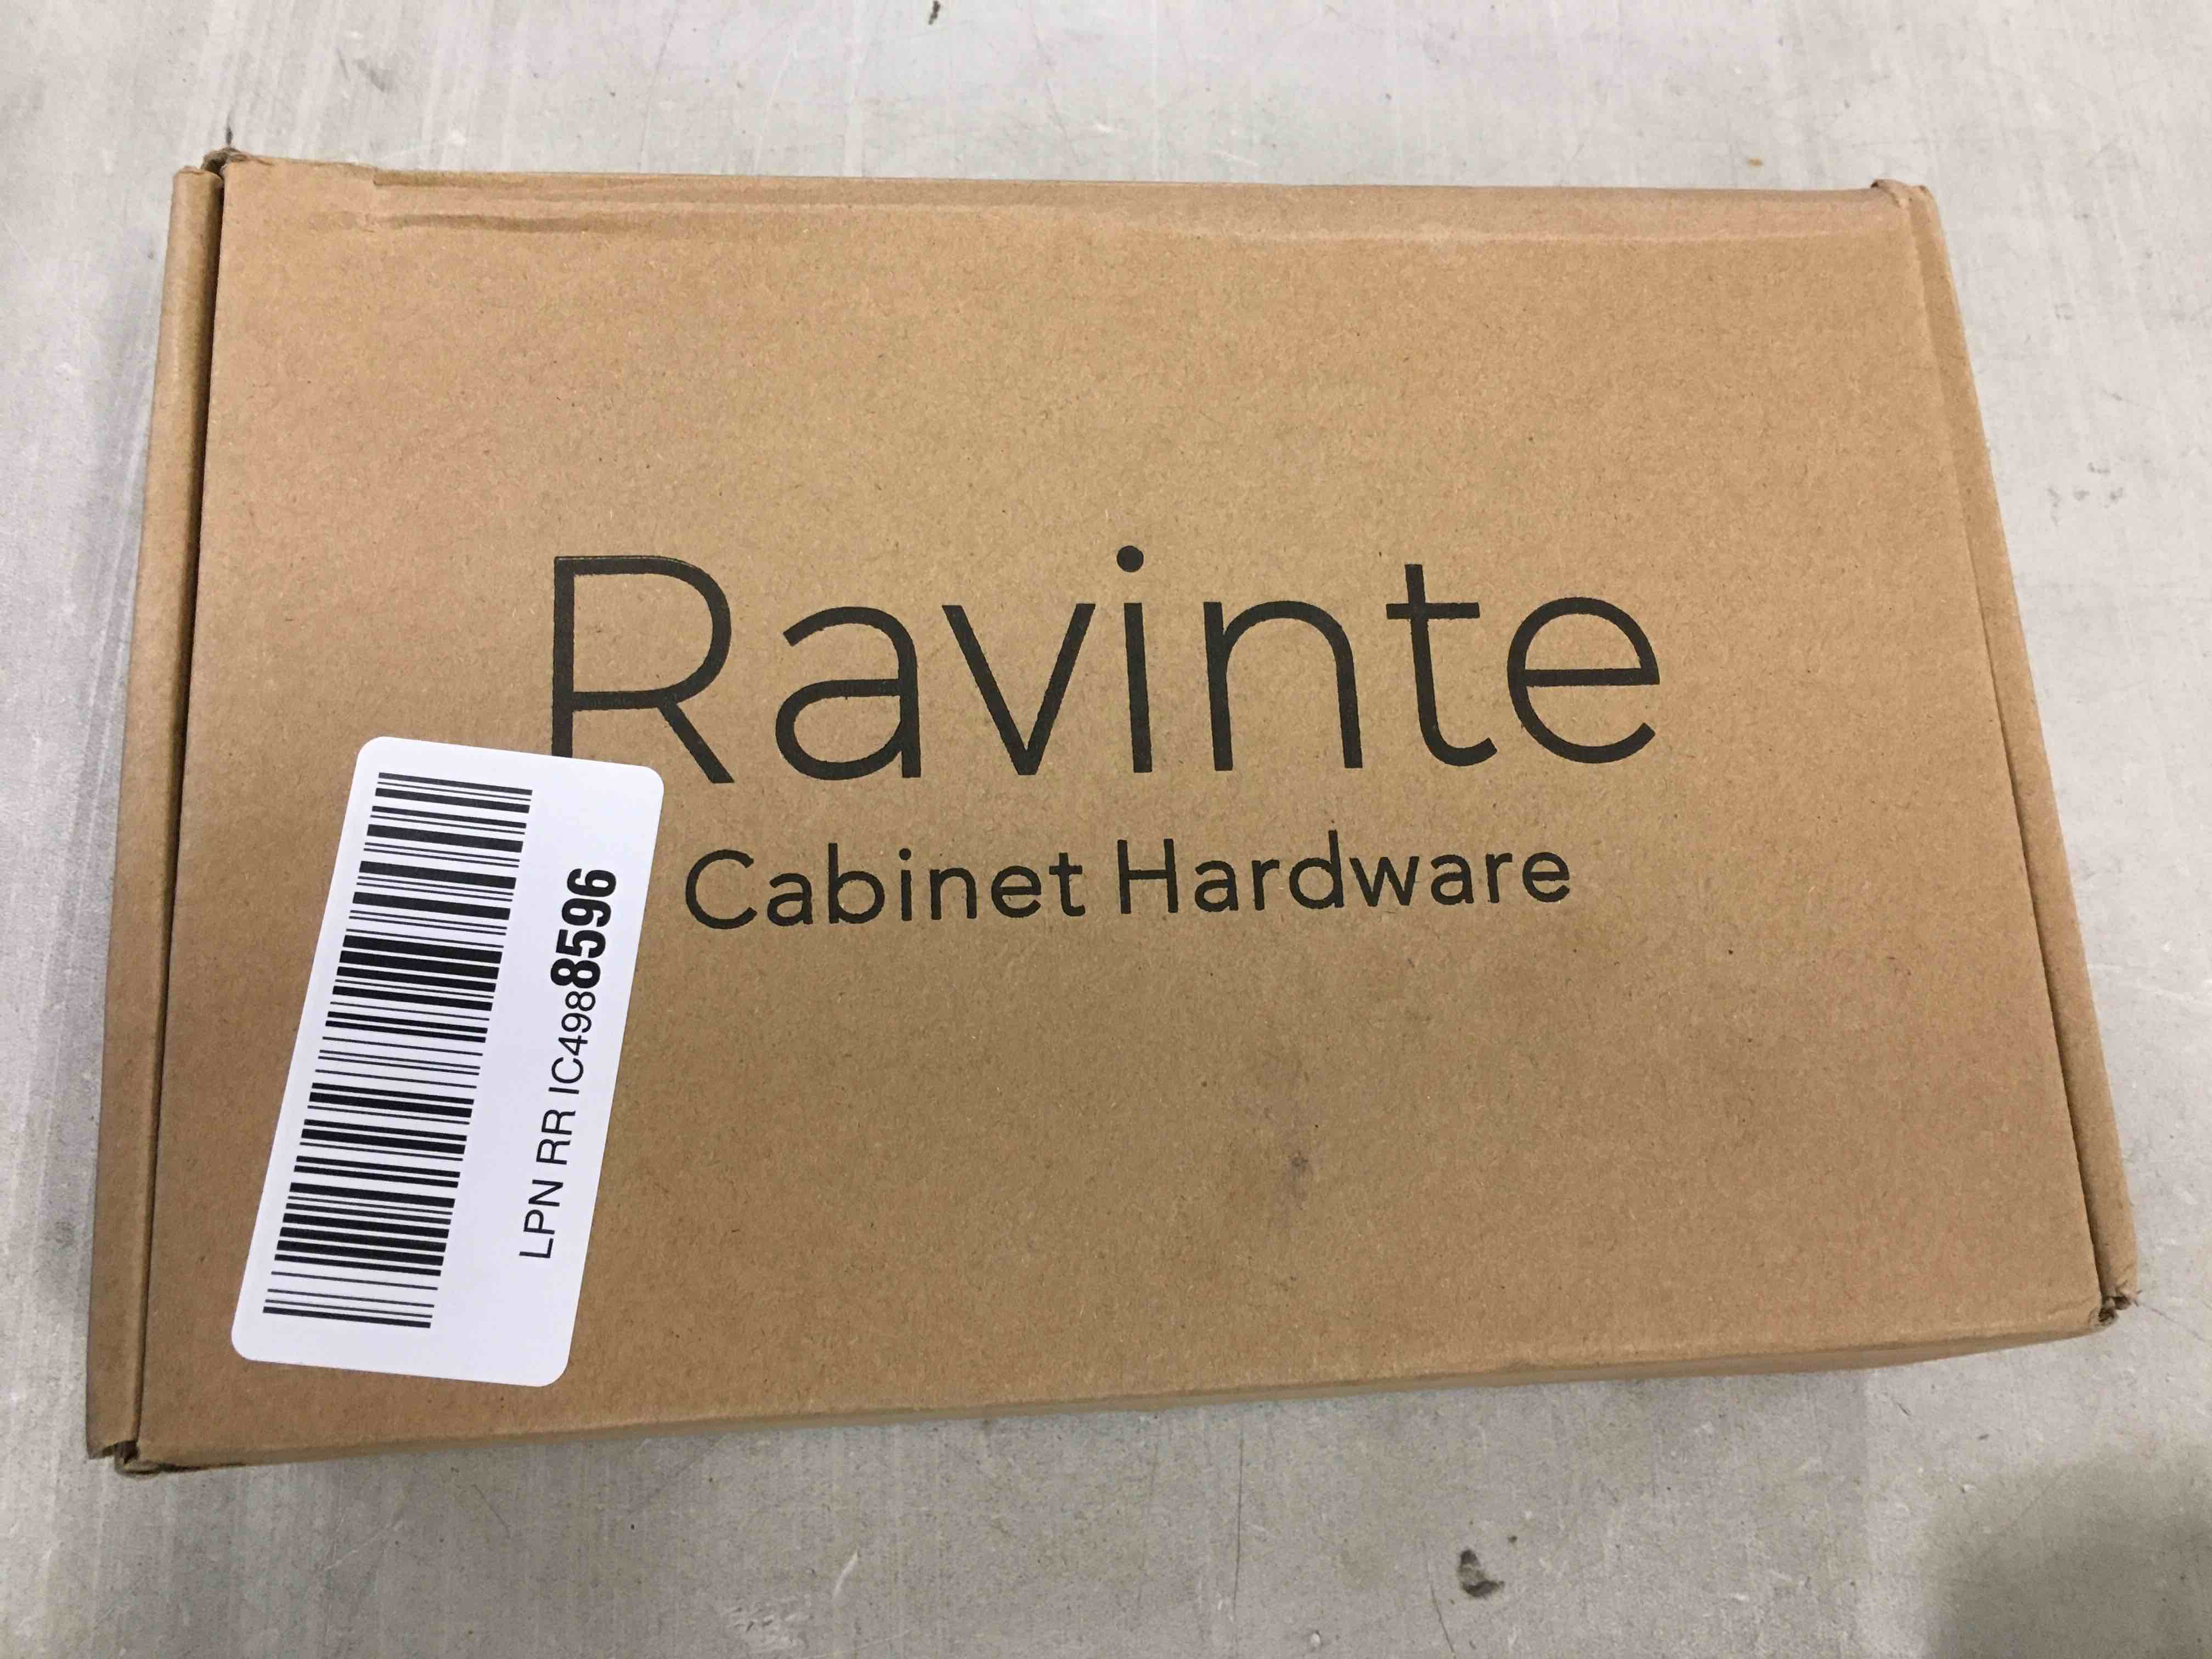 Ravinte
Cabinet Hardware
LPN RR IC4988596